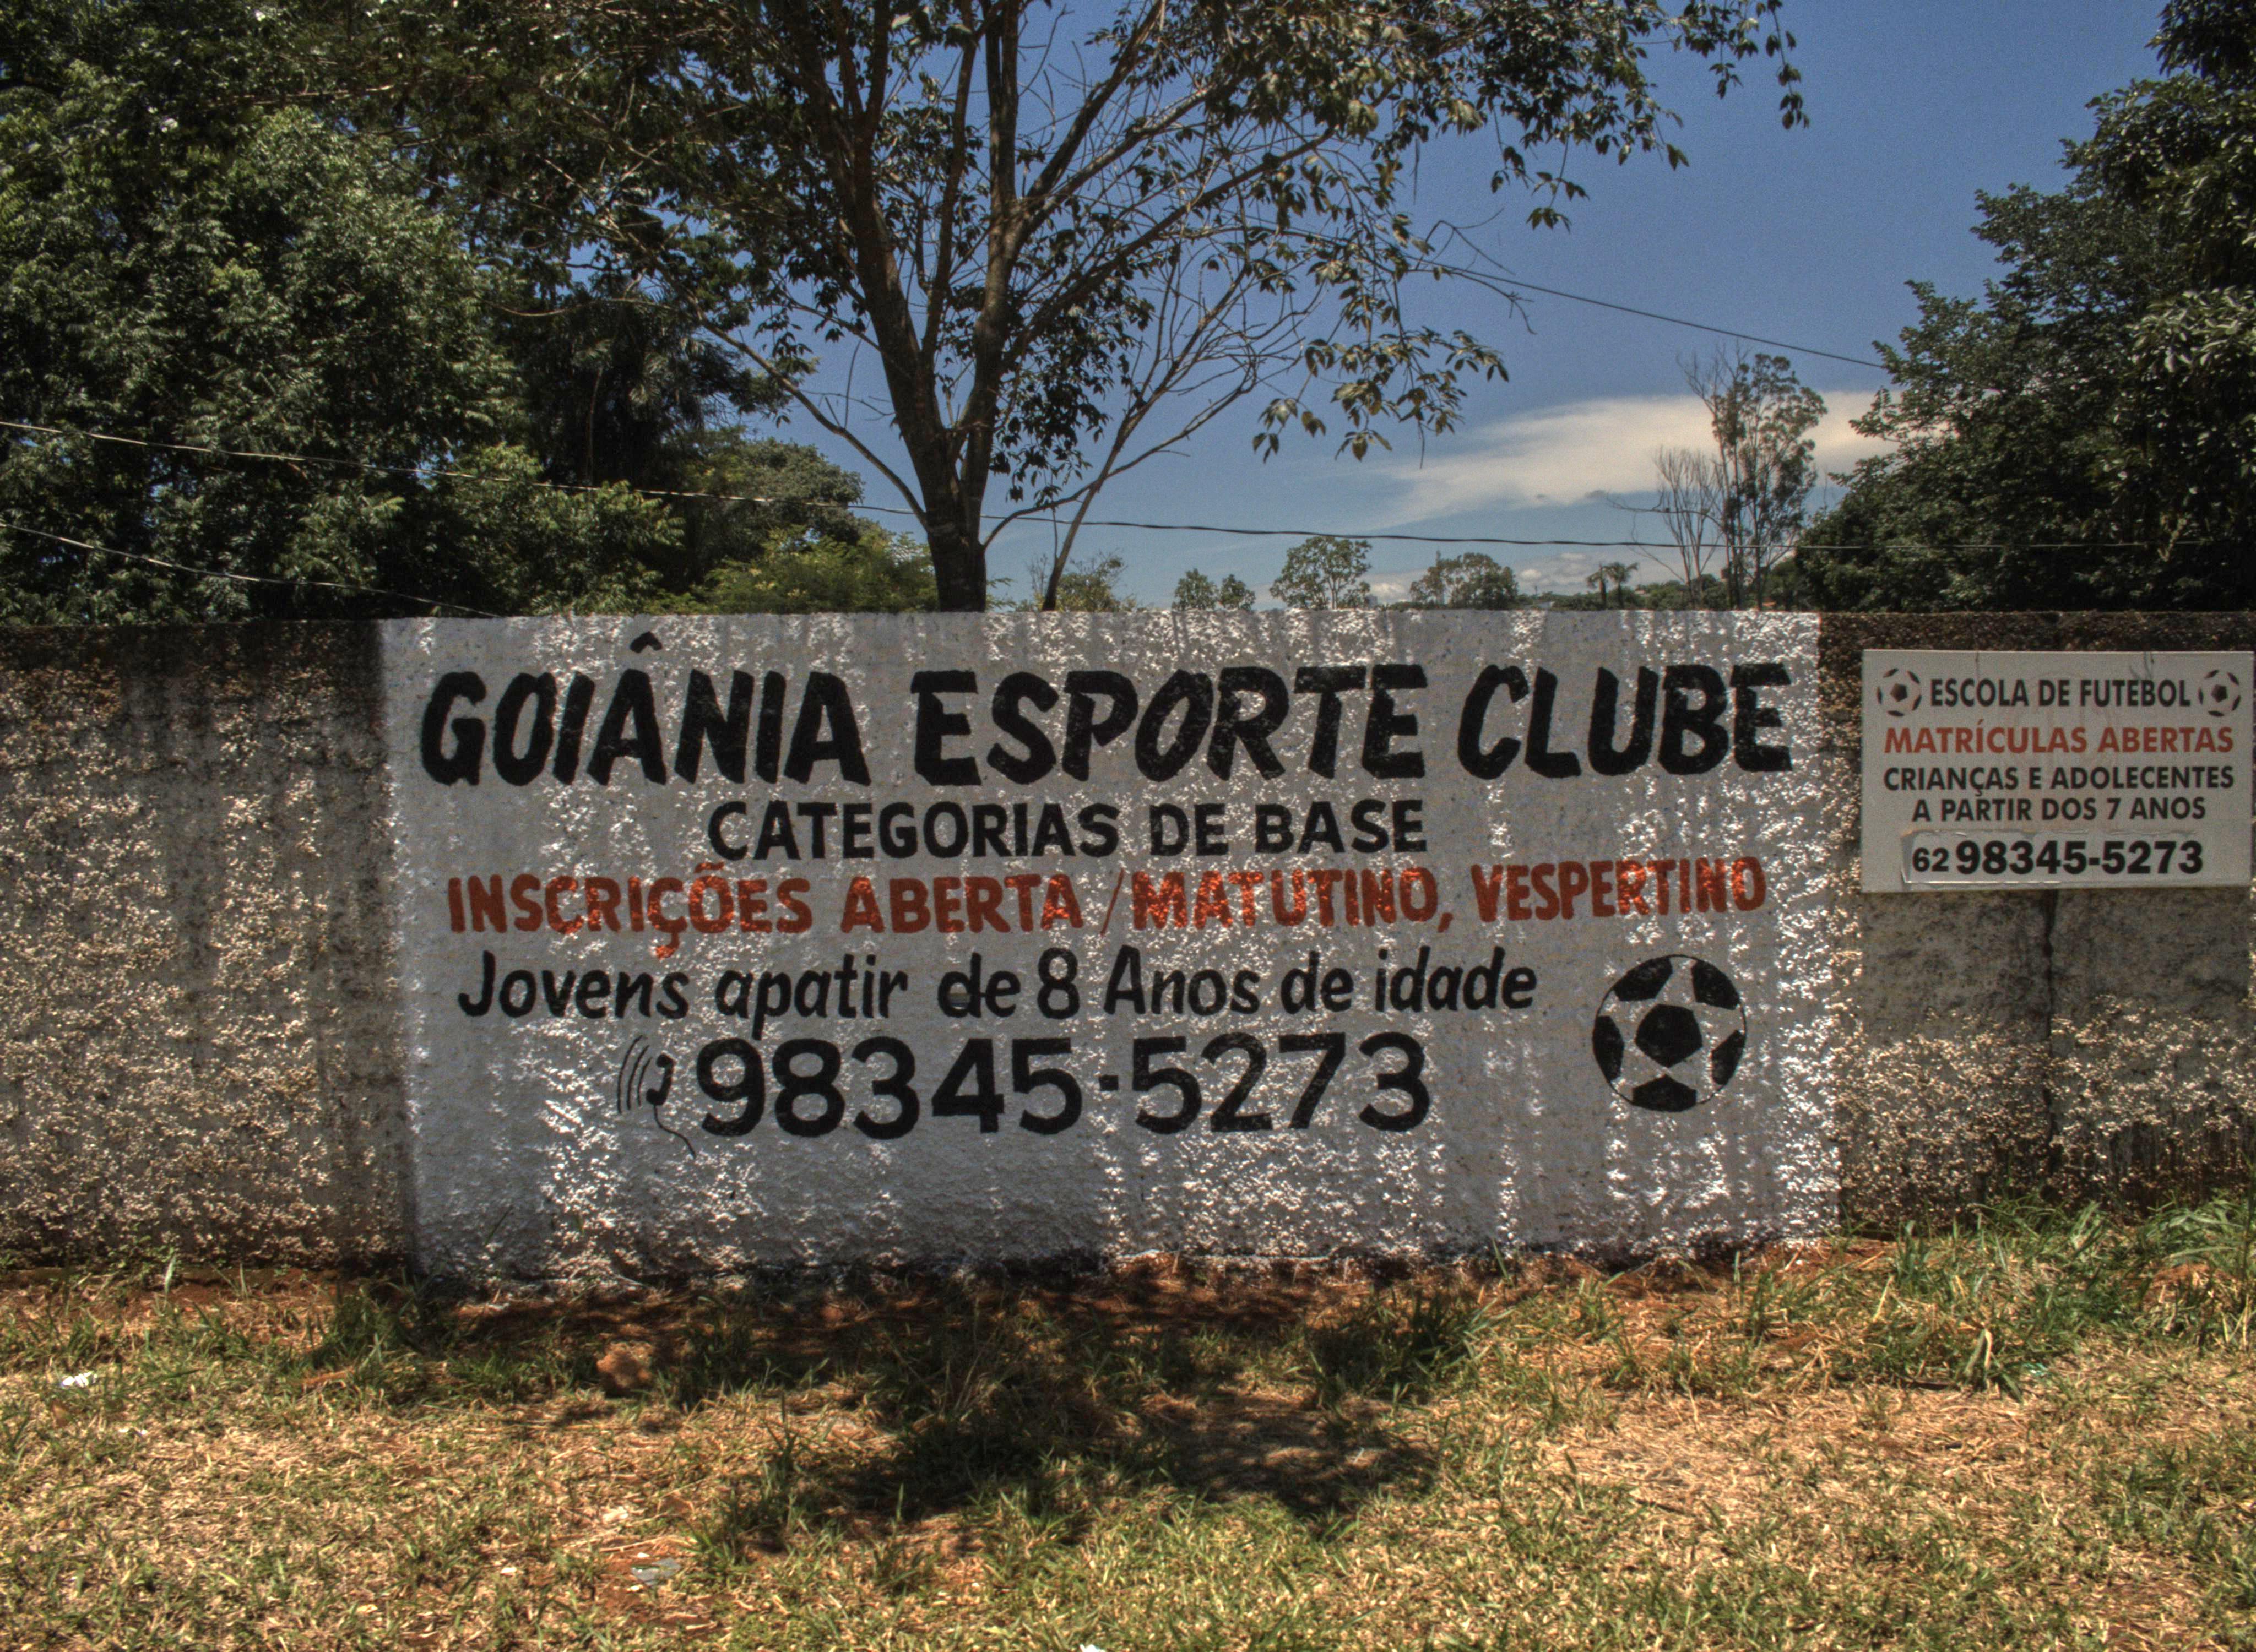 GOIÂNIA ESPORTE CLUBE
CATEGORIAS DE BASE
INSCRIÇÕES ABERTA / MATUTINO, VESPERTINO
Jovens apatir de 8 Anos de idade
98345-5273
ESCOLA DE FUTEBOL
MATRÍCULAS ABERTAS
CRIANÇAS E ADOLECENTES
A PARTIR DOS 7 ANOS
62 98345-5273